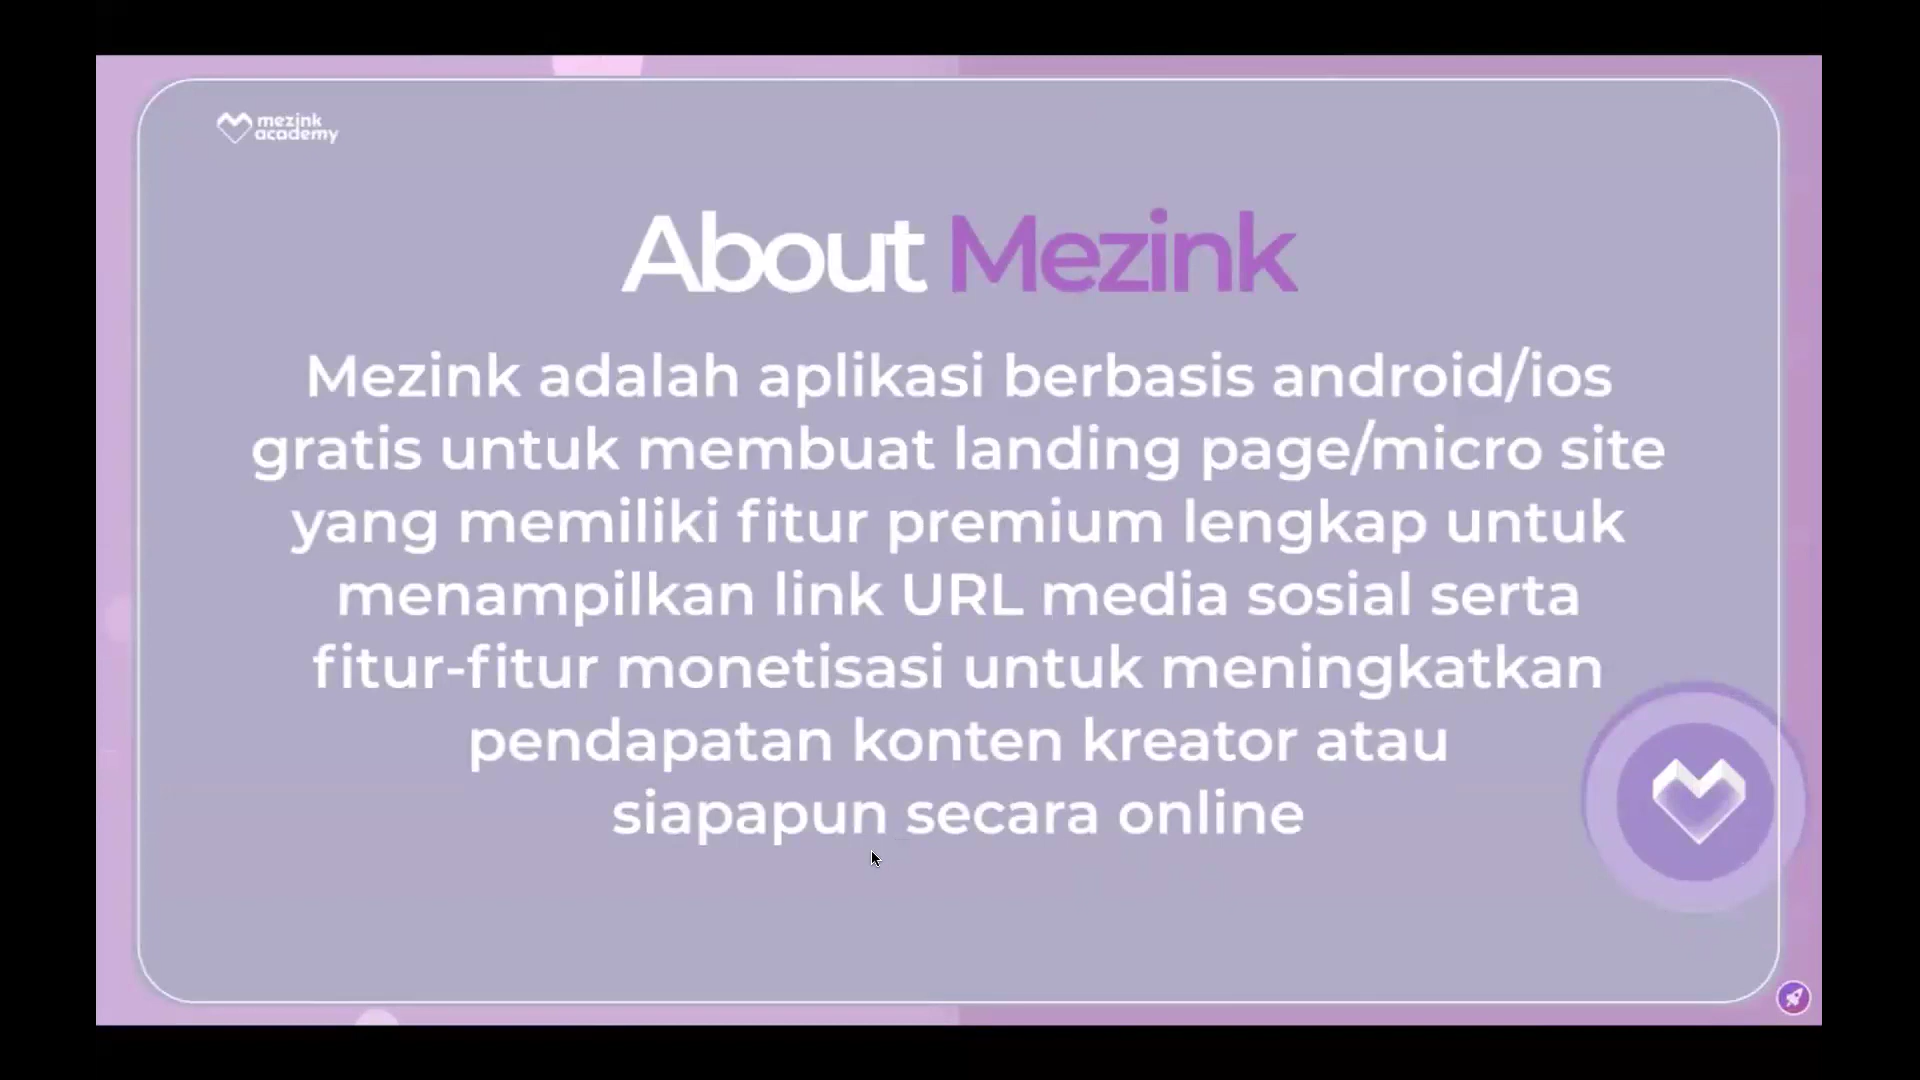 mezink
academy
About Mezink
Mezink adalah aplikasi berbasis android/ios
gratis untuk membuat landing page/micro site
yang memiliki fitur premium lengkap untuk
menampilkan link URL media sosial serta
fitur-fitur monetisasi untuk meningkatkan
pendapatan konten kreator atau
siapapun secara online